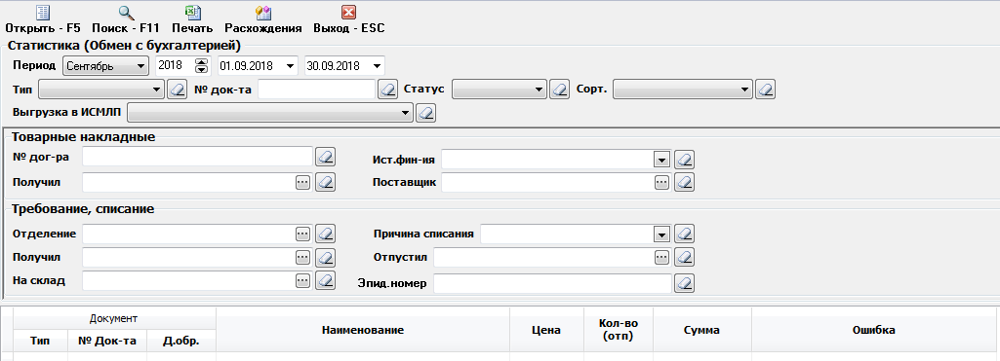 Открыть - F5 Поиск - F11 Печать Расхождения Выход - ESC
Статистика (Обмен с бухгалтерией)
Период Сентябрь 2018 01.09.2018 30.09.2018
Тип № док-та Статус Сорт.
Выгрузка в ИСМЛП
Товарные накладные
№ дог-ра Ист.фин-ия
Получил Поставщик
Требование, списание
Отделение Причина списания
Получил Отпустил
На склад Эпид.номер
Документ
Наименование Цена Кол-во (отп) Сумма Ошибка
Тип № Док-та Д.обр.